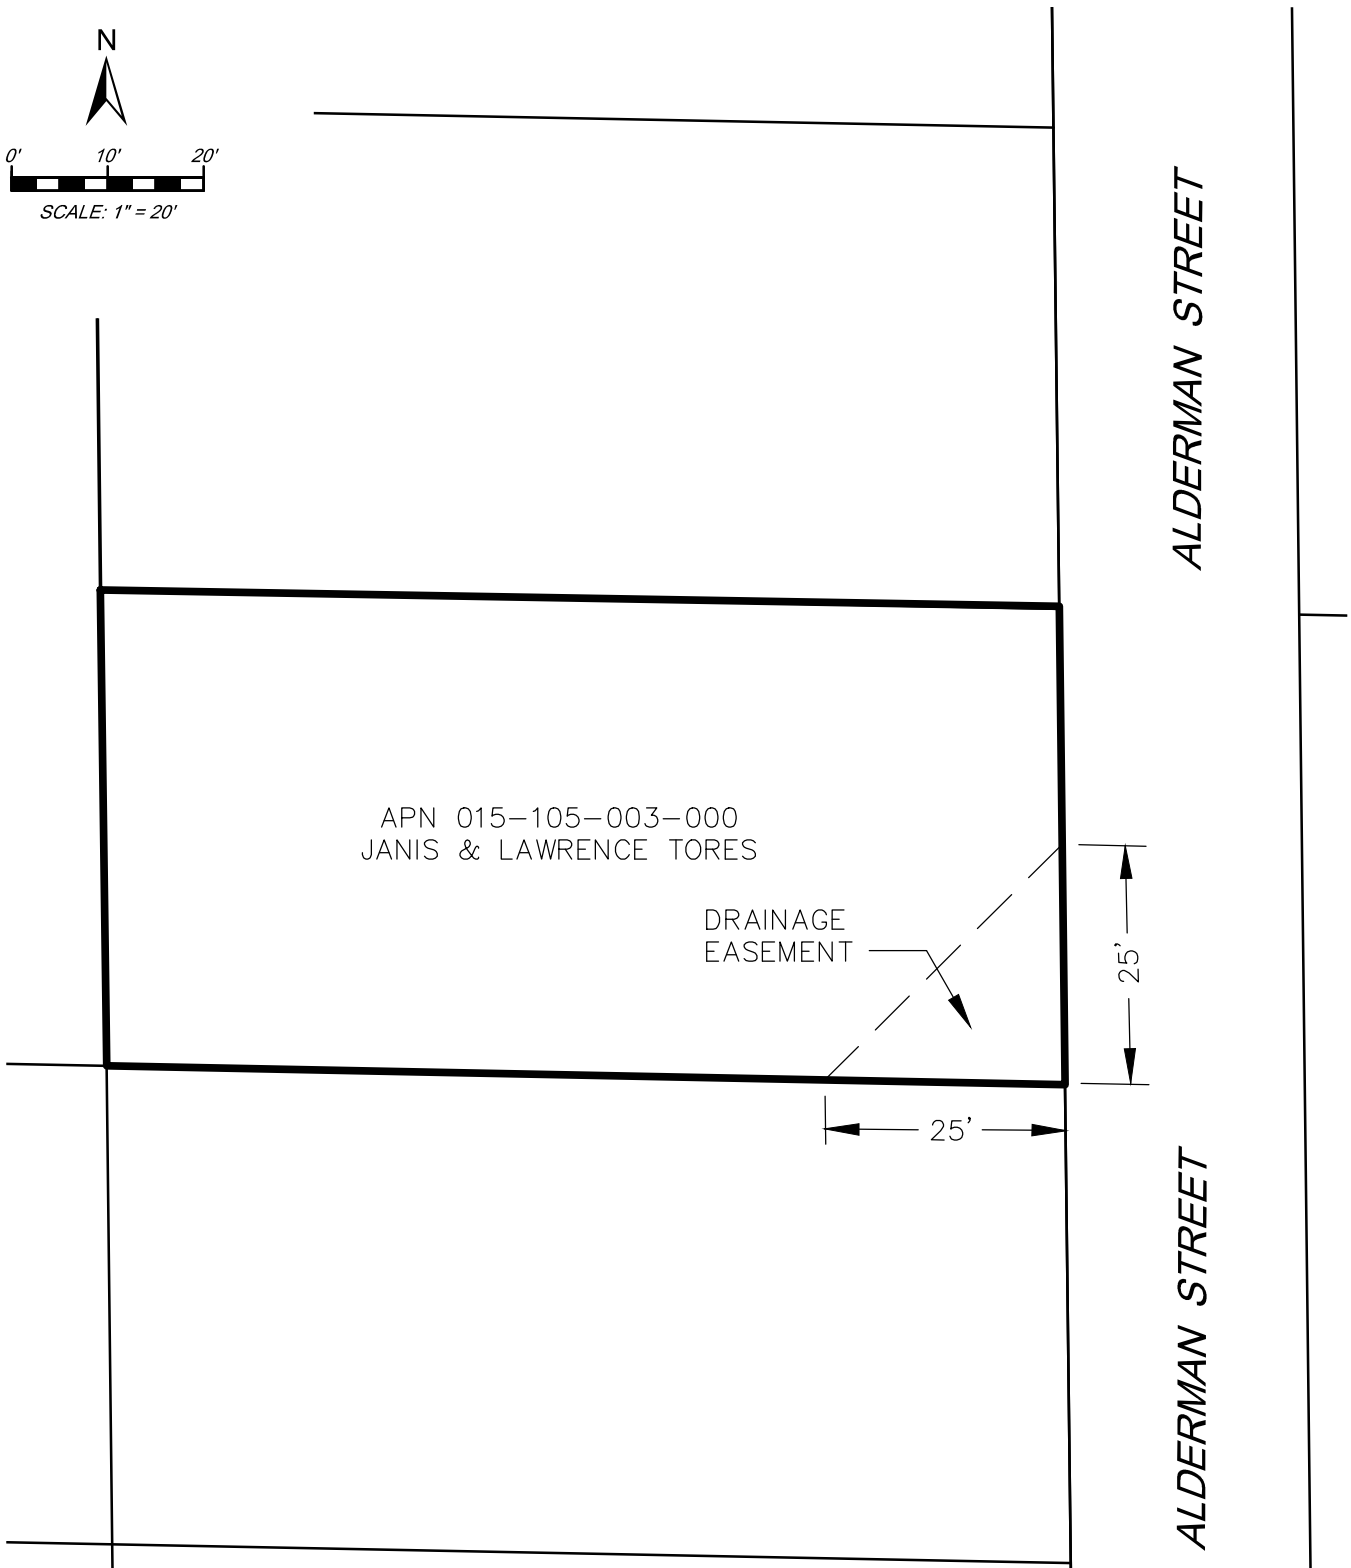 N
0' 10' 20'
SCALE: 1" = 20'
ALDERMAN STREET
APN 015-105-003-000
JANIS & LAWRENCE TORES
DRAINAGE
EASEMENT
25'
25'
ALDERMAN STREET